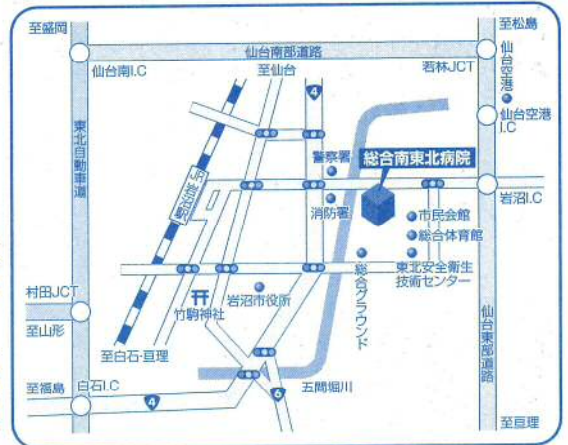 至盛岡
至松島
仙台南部道路
仙台南I.C
至仙台
若林JCT
仙台空港
4
仙台空港
I.C
東北自動車道
警察署
総合南東北病院
JR岩沼駅
消防署
岩沼I.C
市民会館
総合体育館
東北安全衛生
技術センター
総合グラウンド
村田JCT
竹駒神社
岩沼市役所
至山形
仙台東部道路
至白石・亘理
至福島
白石I.C
4
6
五間堀川
至亘理